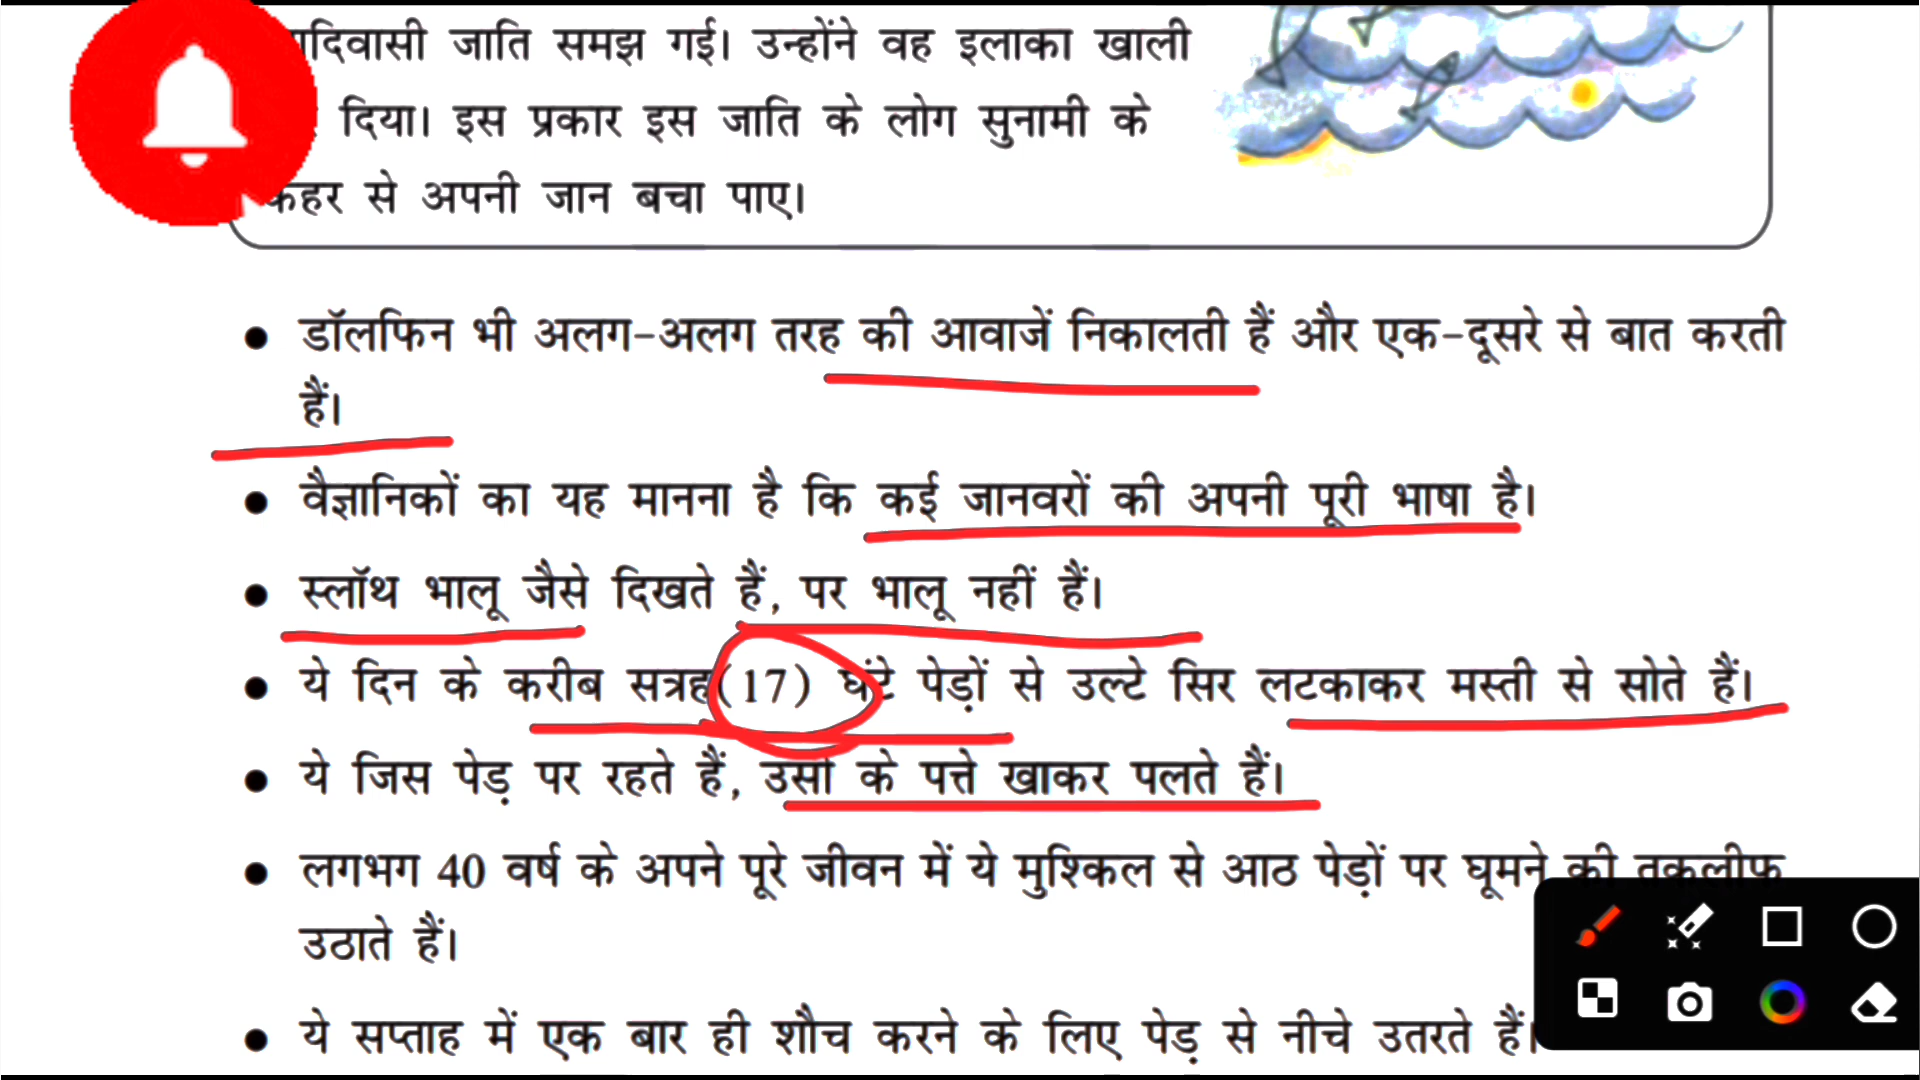 जाति समझ गई। उन्होंने वह इलाका खाली
दिया। इस प्रकार इस जाति के लोग सुनामी के
कहर से अपनी जान बचा पाए।
● डॉलफिन भी अलग-अलग तरह की आवाजें निकालती हैं और एक-दूसरे से बात करती
हैं।
● वैज्ञानिकों का यह मानना है कि कई जानवरों की अपनी पूरी भाषा है।
● स्लॉथ भालू जैसे दिखते हैं, पर भालू नहीं हैं।
● ये दिन के करीब सत्रह(17) घंटे पेड़ों से उल्टे सिर लटकाकर मस्ती से सोते हैं।
● ये जिस पेड़ पर रहते हैं, उसी के पत्ते खाकर पलते हैं।
● लगभग 40 वर्ष के अपने पूरे जीवन में ये मुश्किल से आठ पेड़ों पर घूमने की तकलीफ
उठाते हैं।
● ये सप्ताह में एक बार ही शौच करने के लिए पेड़ से नीचे उतरते हैं।